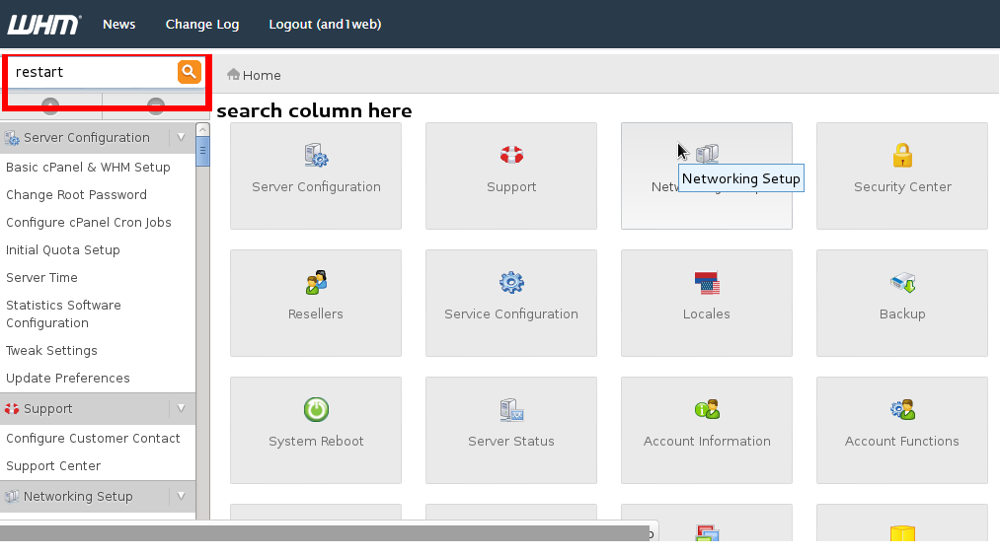 WHM News Change Log Logout (and1web)
restart
Home
search column here
Server Configuration
Basic cPanel & WHM Setup
Change Root Password
Configure cPanel Cron Jobs
Initial Quota Setup
Server Time
Statistics Software
Configuration
Tweak Settings
Update Preferences
Support
Configure Customer Contact
Support Center
Networking Setup
Server Configuration
Support
Networking Setup
Security Center
Resellers
Service Configuration
Locales
Backup
System Reboot
Server Status
Account Information
Account Functions